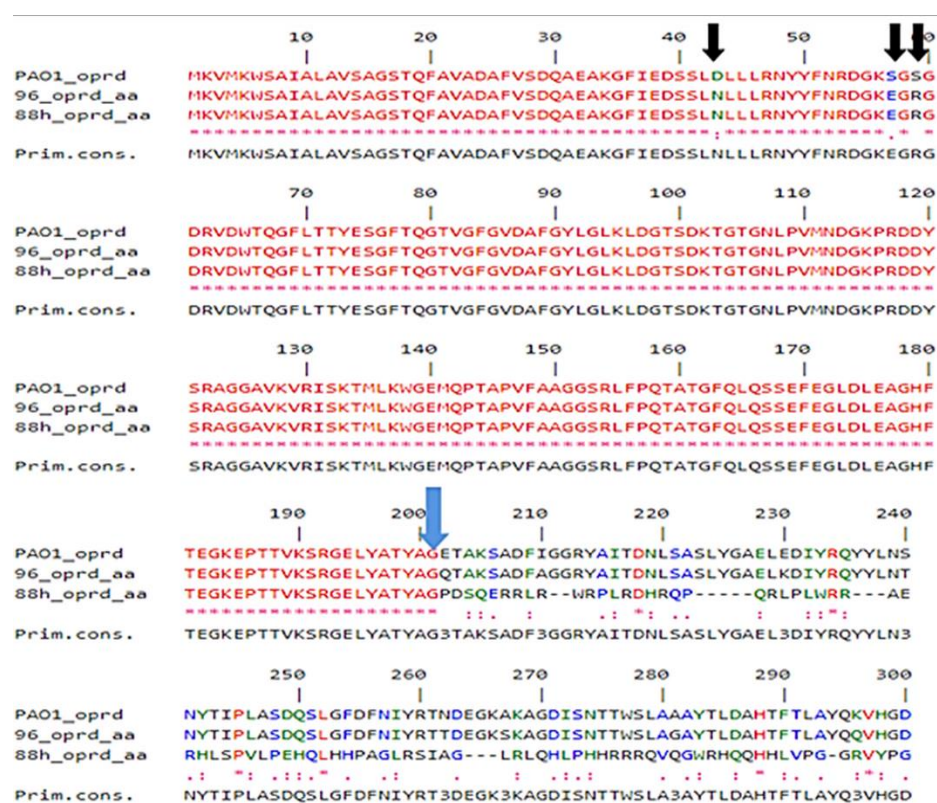 10 20 30 40 50 60
PAO1_oprd MKVMKWSAIALAVSAGSTQFAVADAFVSDQAEAKGFIEDSSLDLLLRNYYFNRDGKSGSG
96_oprd_aa MKVMKWSAIALAVSAGSTQFAVADAFVSDQAEAKGFIEDSSLNLLLRNYYFNRDGKEGRG
88h_oprd_aa MKVMKWSAIALAVSAGSTQFAVADAFVSDQAEAKGFIEDSSLNLLLRNYYFNRDGKEGRG
******************************************:*************.* *
Prim.cons. MKVMKWSAIALAVSAGSTQFAVADAFVSDQAEAKGFIEDSSLNLLLRNYYFNRDGKEGRG
70 80 90 100 110 120
PAO1_oprd DRVDWTQGFLTTYESGFTQGTVGFGVDAFGYLGLKLDGTSDKTGTGNLPVMNDGKPRDDY
96_oprd_aa DRVDWTQGFLTTYESGFTQGTVGFGVDAFGYLGLKLDGTSDKTGTGNLPVMNDGKPRDDY
88h_oprd_aa DRVDWTQGFLTTYESGFTQGTVGFGVDAFGYLGLKLDGTSDKTGTGNLPVMNDGKPRDDY
************************************************************
Prim.cons. DRVDWTQGFLTTYESGFTQGTVGFGVDAFGYLGLKLDGTSDKTGTGNLPVMNDGKPRDDY
130 140 150 160 170 180
PAO1_oprd SRAGGAVKVRISKTMLKWGEMQPTAPVFAAGGSRLFPQTATGFQLQSSEFEGLDLEAGHF
96_oprd_aa SRAGGAVKVRISKTMLKWGEMQPTAPVFAAGGSRLFPQTATGFQLQSSEFEGLDLEAGHF
88h_oprd_aa SRAGGAVKVRISKTMLKWGEMQPTAPVFAAGGSRLFPQTATGFQLQSSEFEGLDLEAGHF
************************************************************
Prim.cons. SRAGGAVKVRISKTMLKWGEMQPTAPVFAAGGSRLFPQTATGFQLQSSEFEGLDLEAGHF
190 200 210 220 230 240
PAO1_oprd TEGKEPTTVKSRGELYATYAGETAKSADFIGGRYAITDNLSASLYGAELEDIYRQYYLNS
96_oprd_aa TEGKEPTTVKSRGELYATYAGQTAKSADFAGGRYAITDNLSASLYGAELKDIYRQYYLNT
88h_oprd_aa TEGKEPTTVKSRGELYATYAGPDSQERRLR--WRPLRDHRQP-----QRLPLWRR---AE
********************* ::. : .: :* :. : ::*: .:
Prim.cons. TEGKEPTTVKSRGELYATYAG3TAKSADF3GGRYAITDNLSASLYGAEL3DIYRQYYLN3
250 260 270 280 290 300
PAO1_oprd NYTIPLASDQSLGFDFNIYRTNDEGKAKAGDISNTTWSLAAAYTLDAHTFTLAYQKVHGD
96_oprd_aa NYTIPLASDQSLGFDFNIYRTTDEGKSKAGDISNTTWSLAGAYTLDAHTFTLAYQQVHGD
88h_oprd_aa RHLSPVLPEHQLHHPAGLRSIAG---LRLQHLPHHRRRQVQGWRHQQHHLVPG-GRVYPG
.: *: .::.* . .: . : .: .: . .: * :. . :*: .
Prim.cons. NYTIPLASDQSLGFDFNIYRT3DEGK3KAGDISNTTWSLA3AYTLDAHTFTLAYQ3VHGD